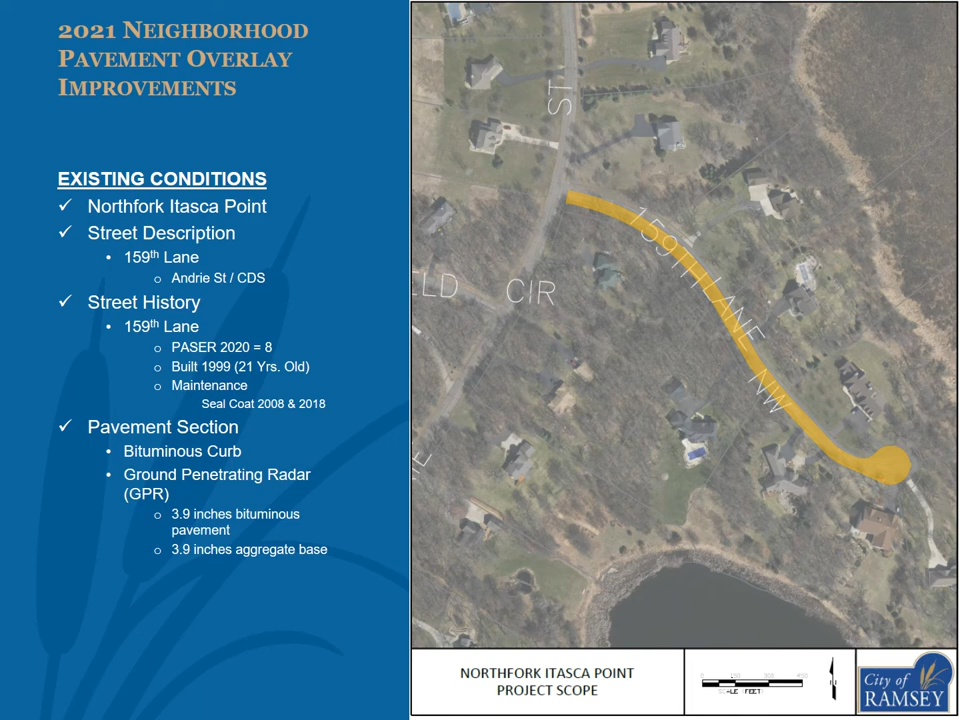 2021 NEIGHBORHOOD
PAVEMENT OVERLAY
IMPROVEMENTS
EXISTING CONDITIONS
✓ Northfork Itasca Point
✓ Street Description
• 159th Lane
o Andrie St / CDS
✓ Street History
• 159th Lane
o PASER 2020 = 8
o Built 1999 (21 Yrs. Old)
o Maintenance
Seal Coat 2008 & 2018
✓ Pavement Section
• Bituminous Curb
• Ground Penetrating Radar
(GPR)
o 3.9 inches bituminous
pavement
o 3.9 inches aggregate base
ST
159TH LANE NW
ELD CIR
NORTHFORK ITASCA POINT
PROJECT SCOPE
City of
RAMSEY